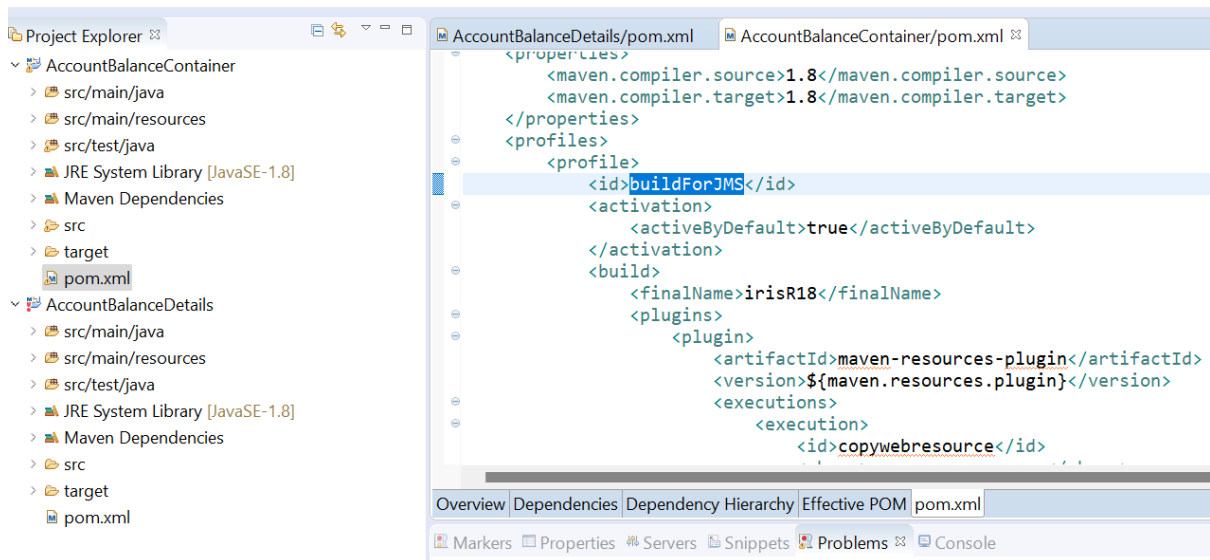 Project Explorer
AccountBalanceContainer
src/main/java
src/main/resources
src/test/java
JRE System Library [JavaSE-1.8]
Maven Dependencies
src
target
pom.xml
AccountBalanceDetails
src/main/java
src/main/resources
src/test/java
JRE System Library [JavaSE-1.8]
Maven Dependencies
src
target
pom.xml
AccountBalanceDetails/pom.xml AccountBalanceContainer/pom.xml
<properties>
<maven.compiler.source>1.8</maven.compiler.source>
<maven.compiler.target>1.8</maven.compiler.target>
</properties>
<profiles>
<profile>
<id>buildForJMS</id>
<activation>
<activeByDefault>true</activeByDefault>
</activation>
<build>
<finalName>irisR18</finalName>
<plugins>
<plugin>
<artifactId>maven-resources-plugin</artifactId>
<version>${maven.resources.plugin}</version>
<executions>
<execution>
<id>copywebresource</id>
Overview Dependencies Dependency Hierarchy Effective POM pom.xml
Markers Properties Servers Snippets Problems Console